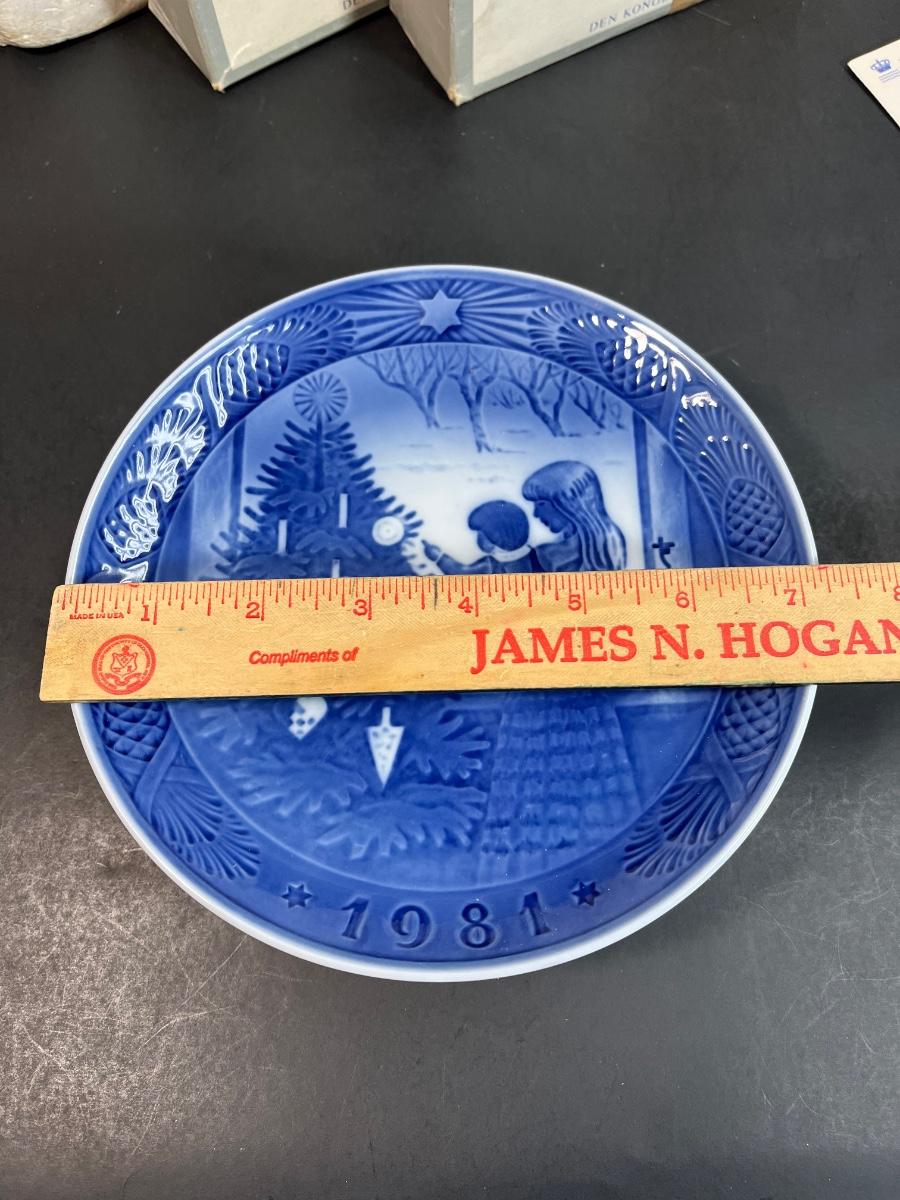 DEN KONG
1 2 3 4 5 6 7 8
MADE IN USA
Compliments of
JAMES N. HOGAN
1981